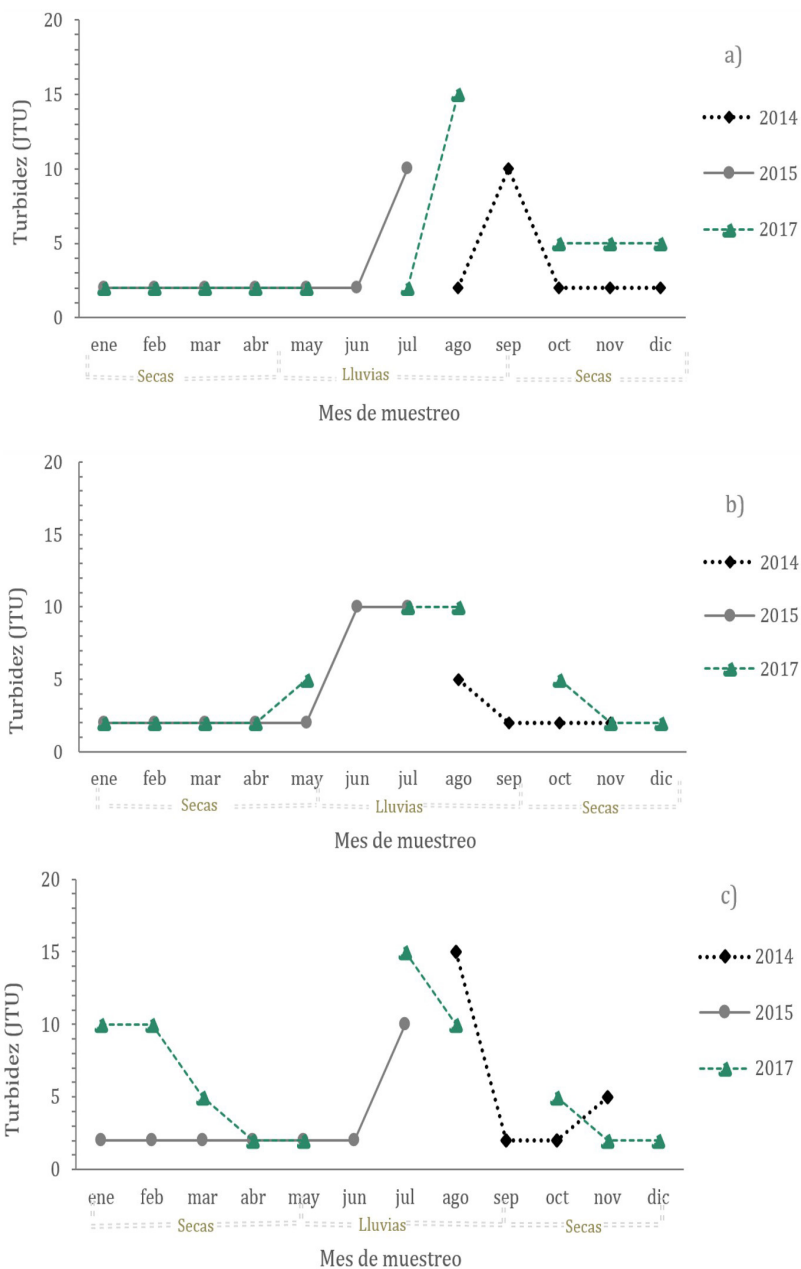 20
a)
15
10
5
0
Turbidez (JTU)
2014
2015
2017
ene feb mar abr may jun jul ago sep oct nov dic
Secas Lluvias Secas
Mes de muestreo
20
b)
15
10
5
0
Turbidez (JTU)
2014
2015
2017
ene feb mar abr may jun jul ago sep oct nov dic
Secas Lluvias Secas
Mes de muestreo
20
c)
15
10
5
0
Turbidez (JTU)
2014
2015
2017
ene feb mar abr may jun jul ago sep oct nov dic
Secas Lluvias Secas
Mes de muestreo